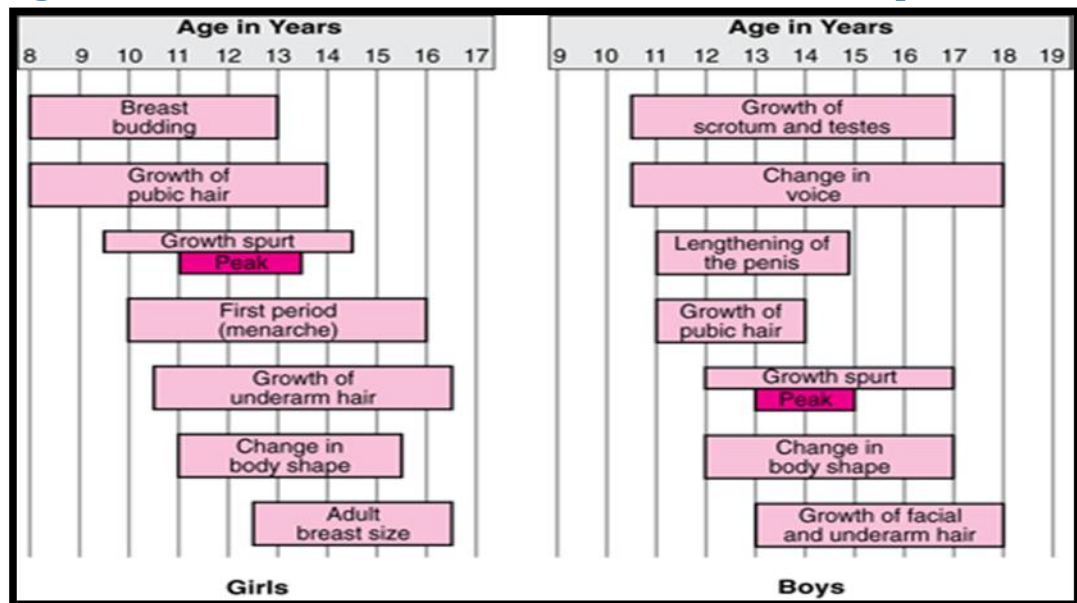 Age in Years
8 9 10 11 12 13 14 15 16 17
Breast
budding
Growth of
pubic hair
Growth spurt
Peak
First period
(menarche)
Growth of
underarm hair
Change in
body shape
Adult
breast size
Girls
Age in Years
9 10 11 12 13 14 15 16 17 18 19
Growth of
scrotum and testes
Change in
voice
Lengthening of
the penis
Growth of
pubic hair
Growth spurt
Peak
Change in
body shape
Growth of facial
and underarm hair
Boys